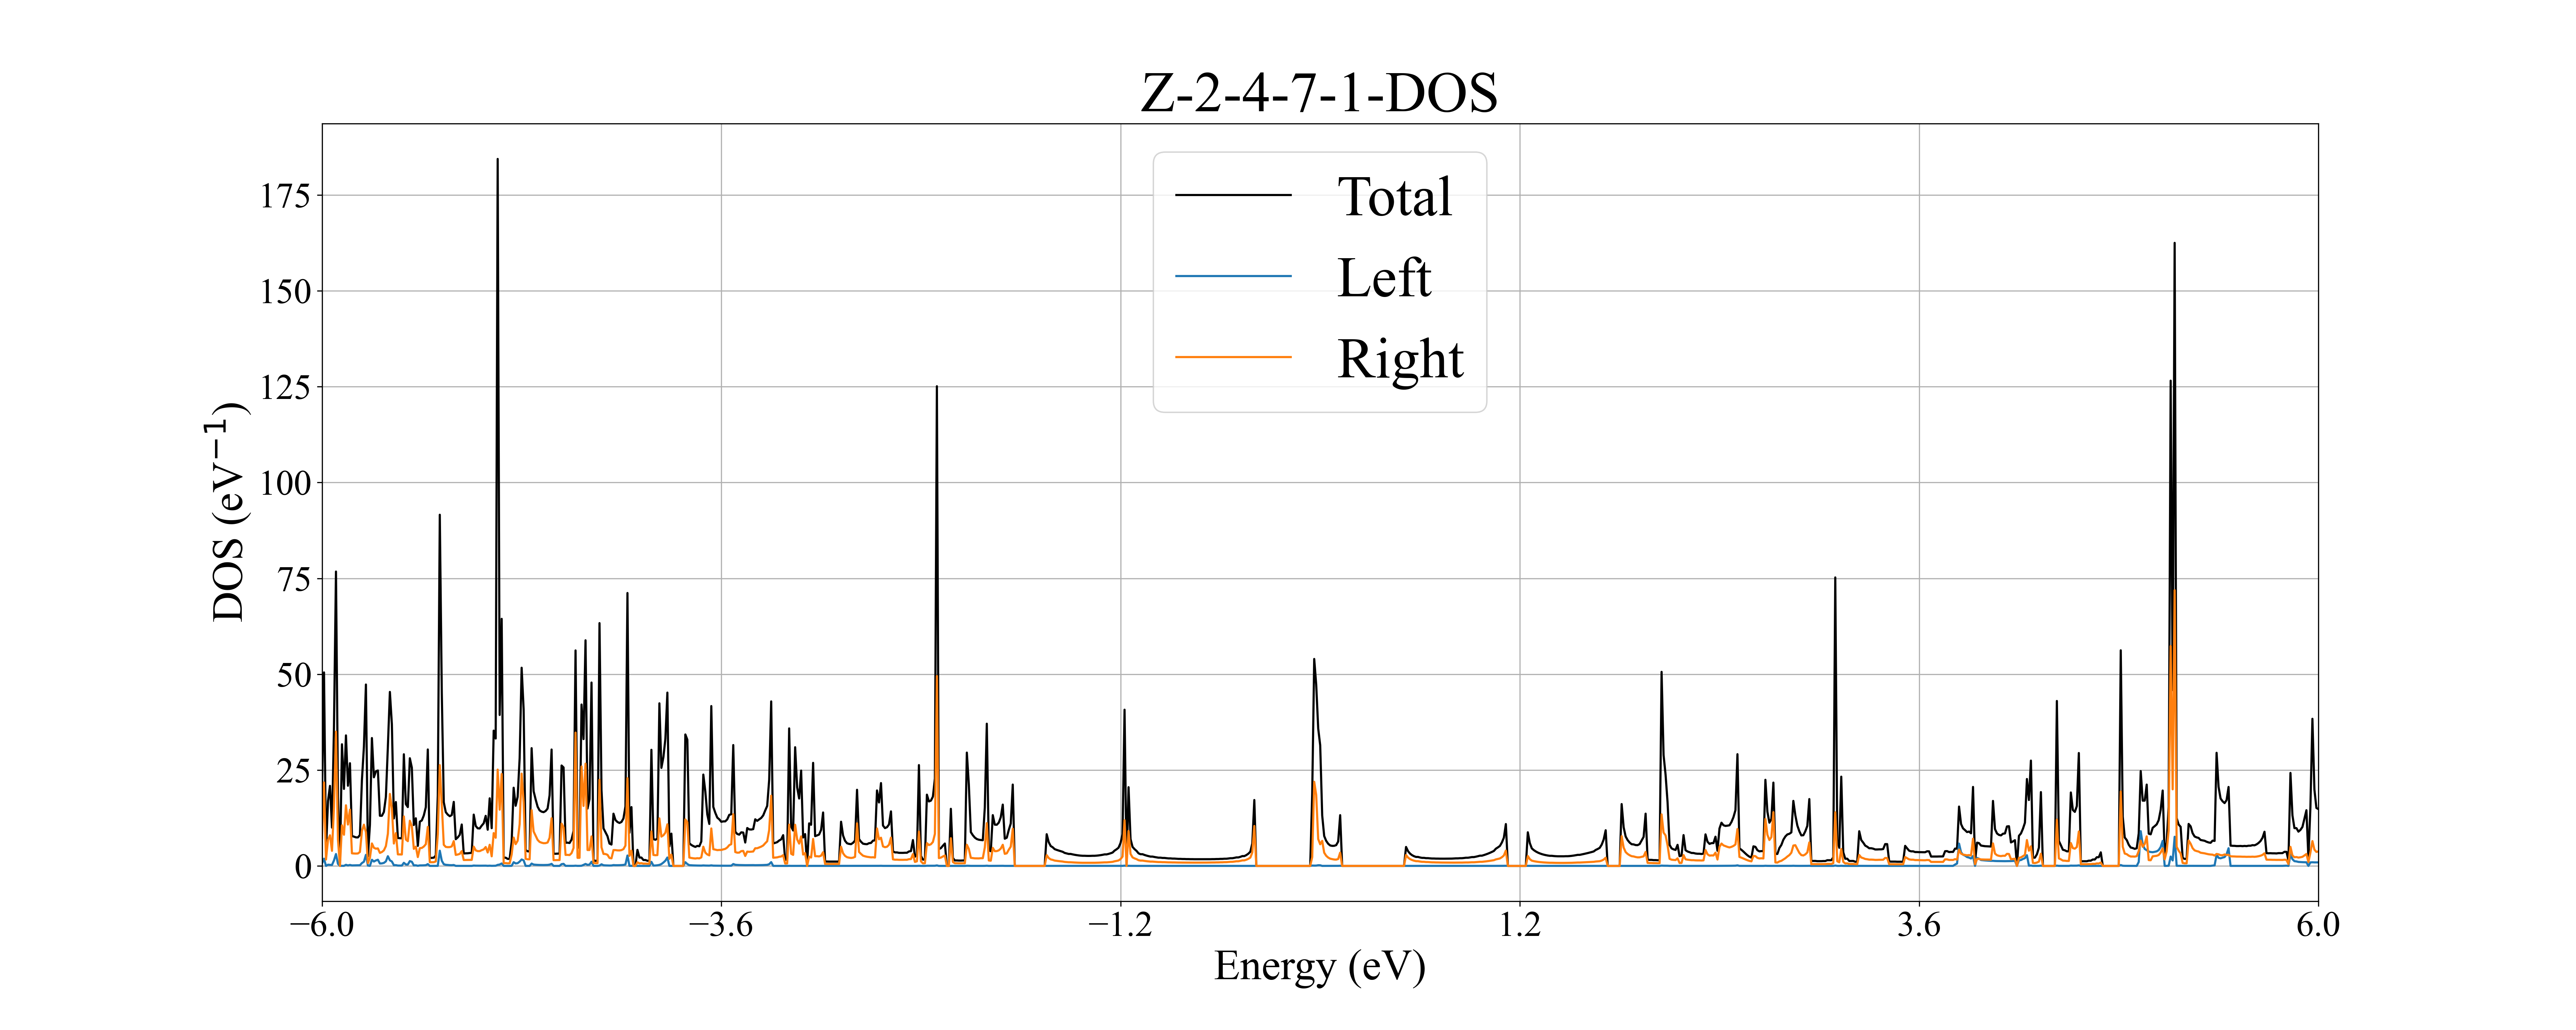 Z-2-4-7-1-DOS
Total
Left
Right
175
150
125
100
75
50
25
0
DOS (eV⁻¹)
−6.0 −3.6 −1.2 1.2 3.6 6.0
Energy (eV)